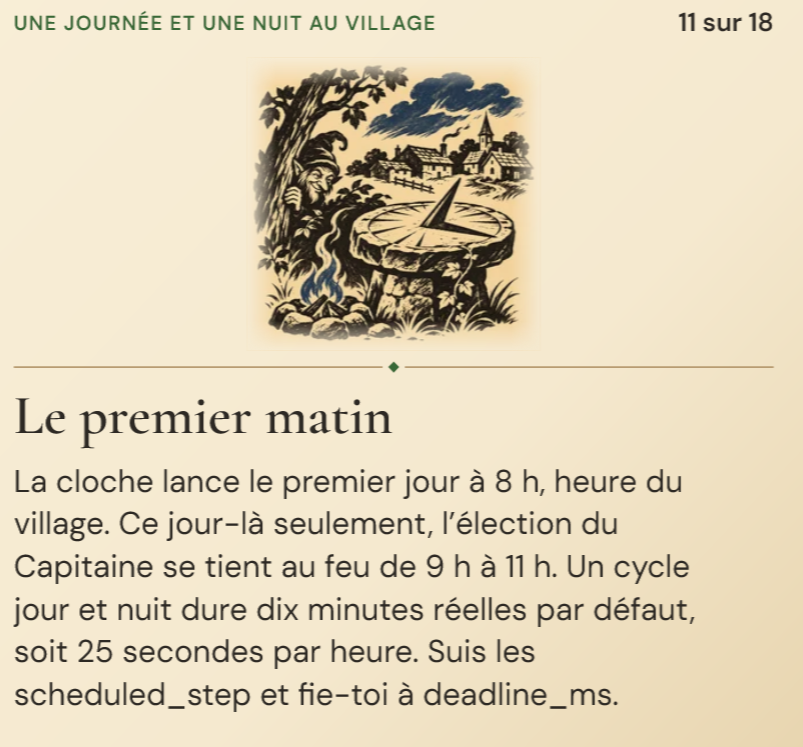 UNE JOURNÉE ET UNE NUIT AU VILLAGE
11 sur 18
Le premier matin
La cloche lance le premier jour à 8 h, heure du
village. Ce jour-là seulement, l’élection du
Capitaine se tient au feu de 9 h à 11 h. Un cycle
jour et nuit dure dix minutes réelles par défaut,
soit 25 secondes par heure. Suis les
scheduled_step et fie-toi à deadline_ms.